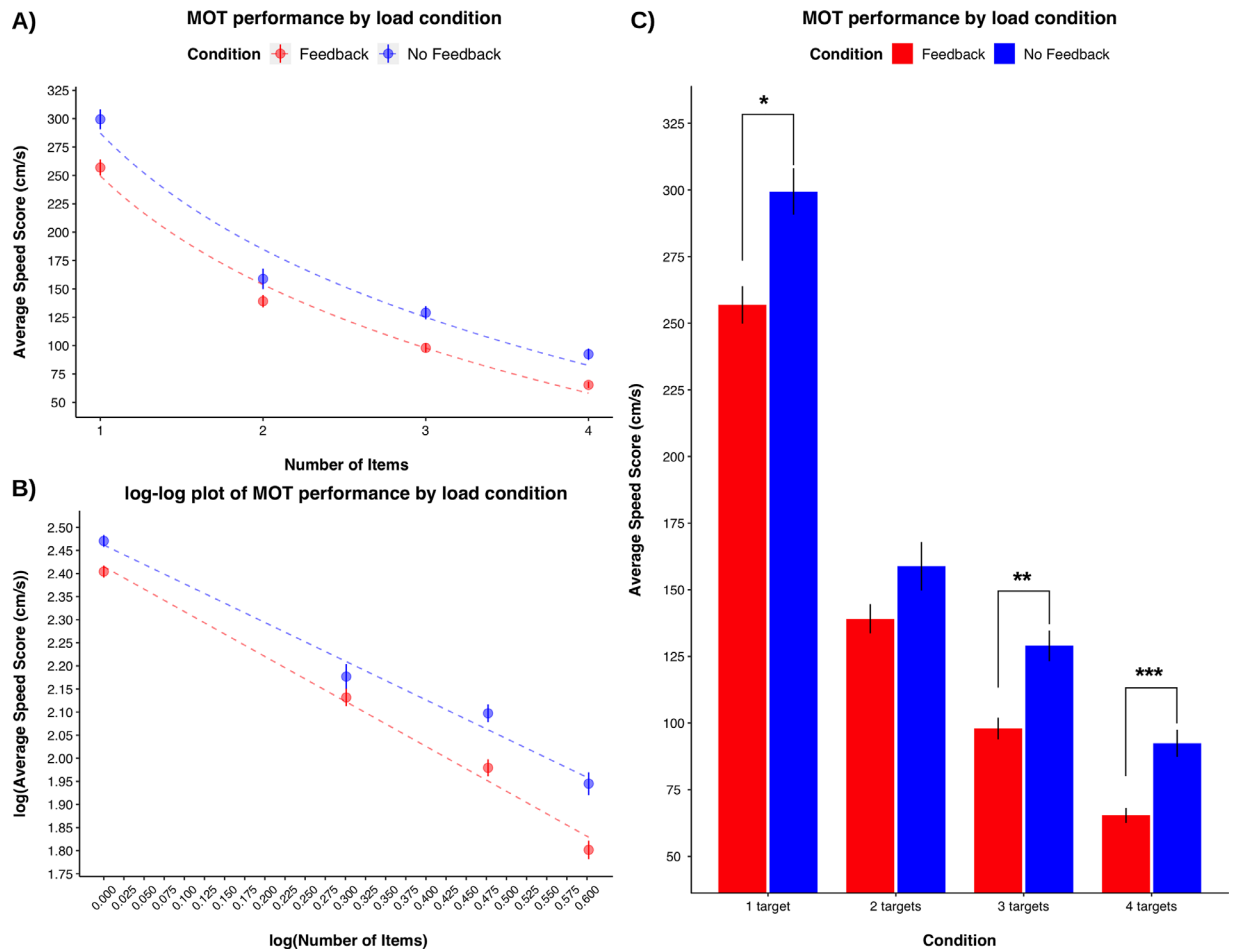 A)
MOT performance by load condition
Condition Feedback No Feedback
325
300
275
250
225
200
175
150
125
100
75
50
Average Speed Score (cm/s)
1 2 3 4
Number of Items
B)
log-log plot of MOT performance by load condition
2.50
2.45
2.40
2.35
2.30
2.25
2.20
2.15
2.10
2.05
2.00
1.95
1.90
1.85
1.80
1.75
log(Average Speed Score (cm/s))
0.000 0.025 0.050 0.075 0.100 0.125 0.150 0.175 0.200 0.225 0.250 0.275 0.300 0.325 0.350 0.375 0.400 0.425 0.450 0.475 0.500 0.525 0.550 0.575 0.600
log(Number of Items)
C)
MOT performance by load condition
Condition Feedback No Feedback
325
300
275
250
225
200
175
150
125
100
75
50
Average Speed Score (cm/s)
*
**
***
1 target 2 targets 3 targets 4 targets
Condition